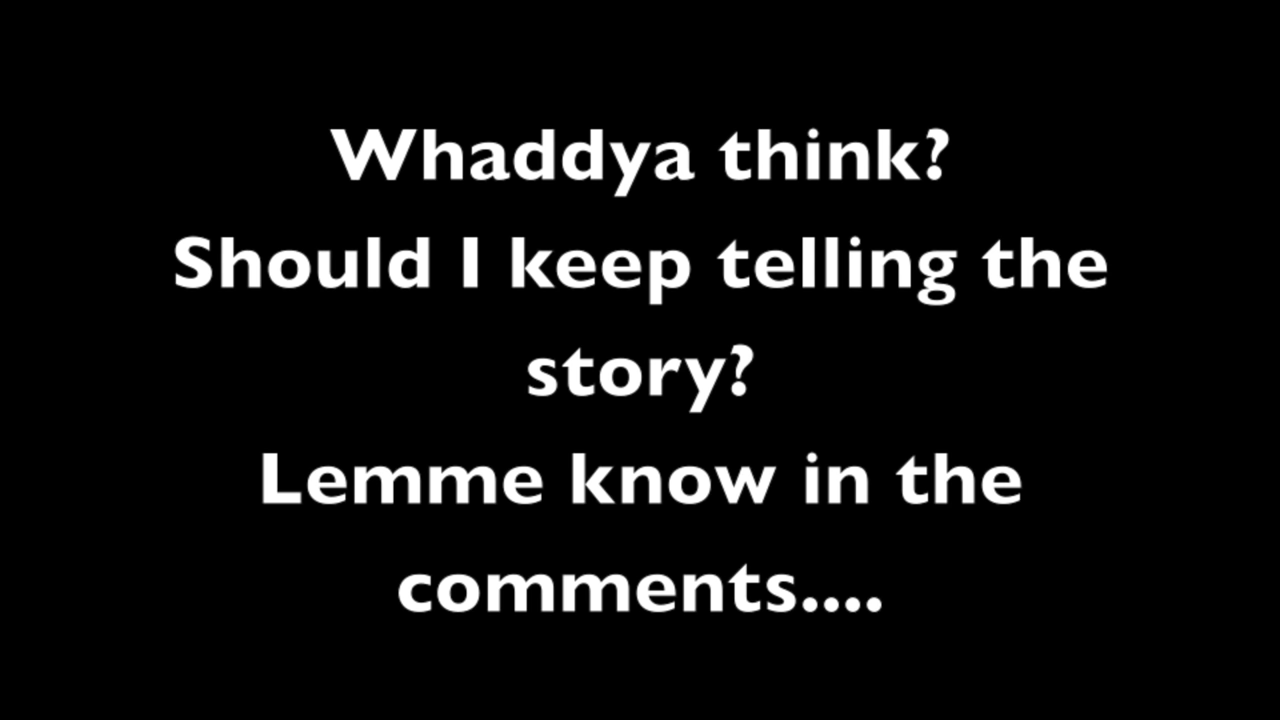 Whaddya think?
Should I keep telling the
story?
Lemme know in the
comments....